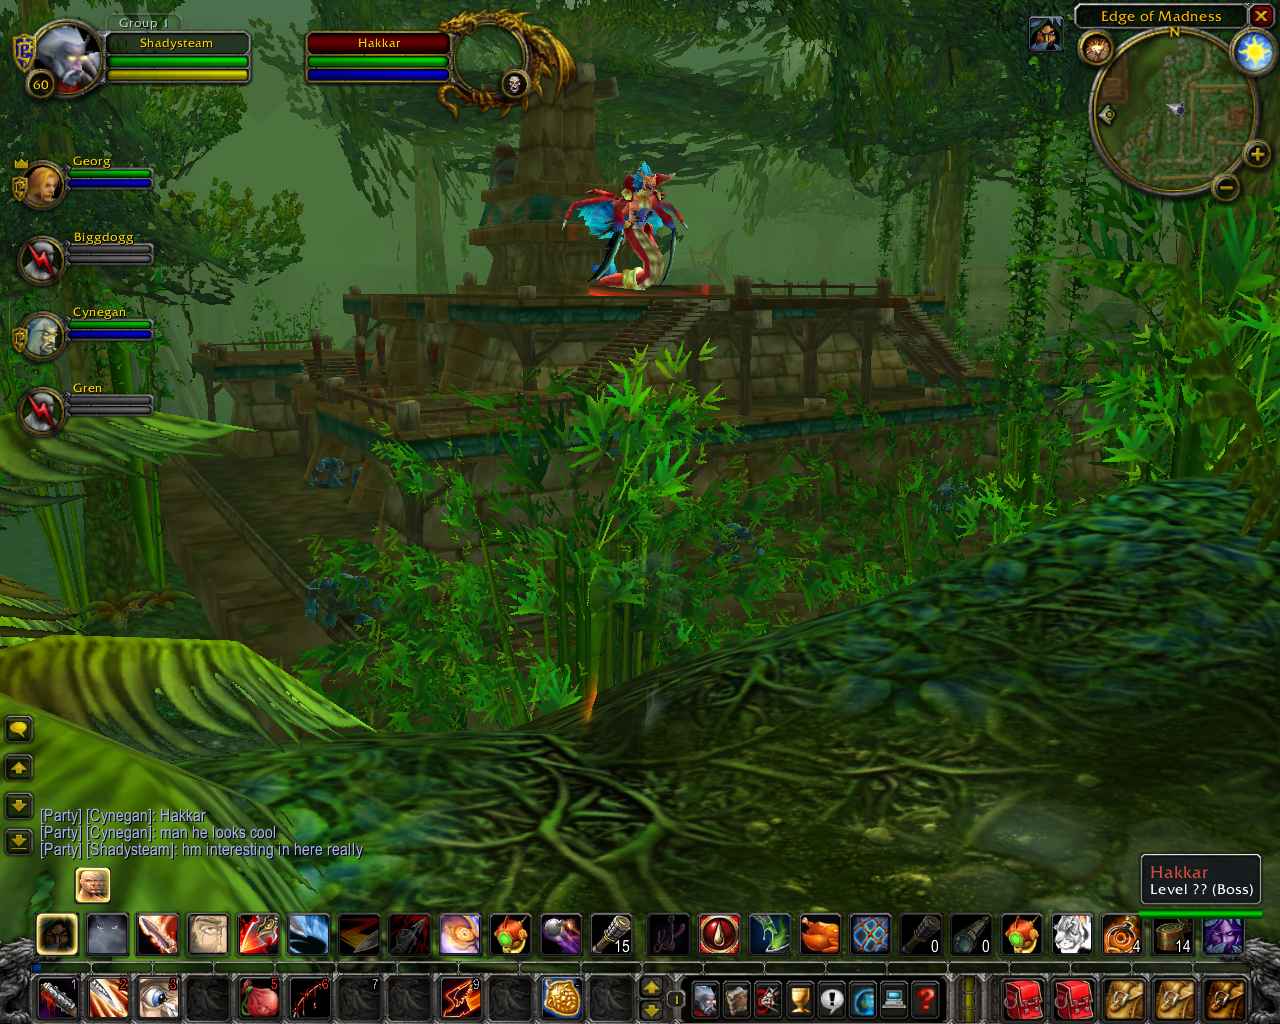 Group 1
Shadysteam
60
Hakkar
Edge of Madness
N
Georg
Biggdogg
Cynegan
Gren
[Party] [Cynegan]: Hakkar
[Party] [Cynegan]: man he looks cool
[Party] [Shadysteam]: hm interesting in here really
Hakkar
Level ?? (Boss)
15
0
0
4
14
1
2
3
5
6
7
9
1